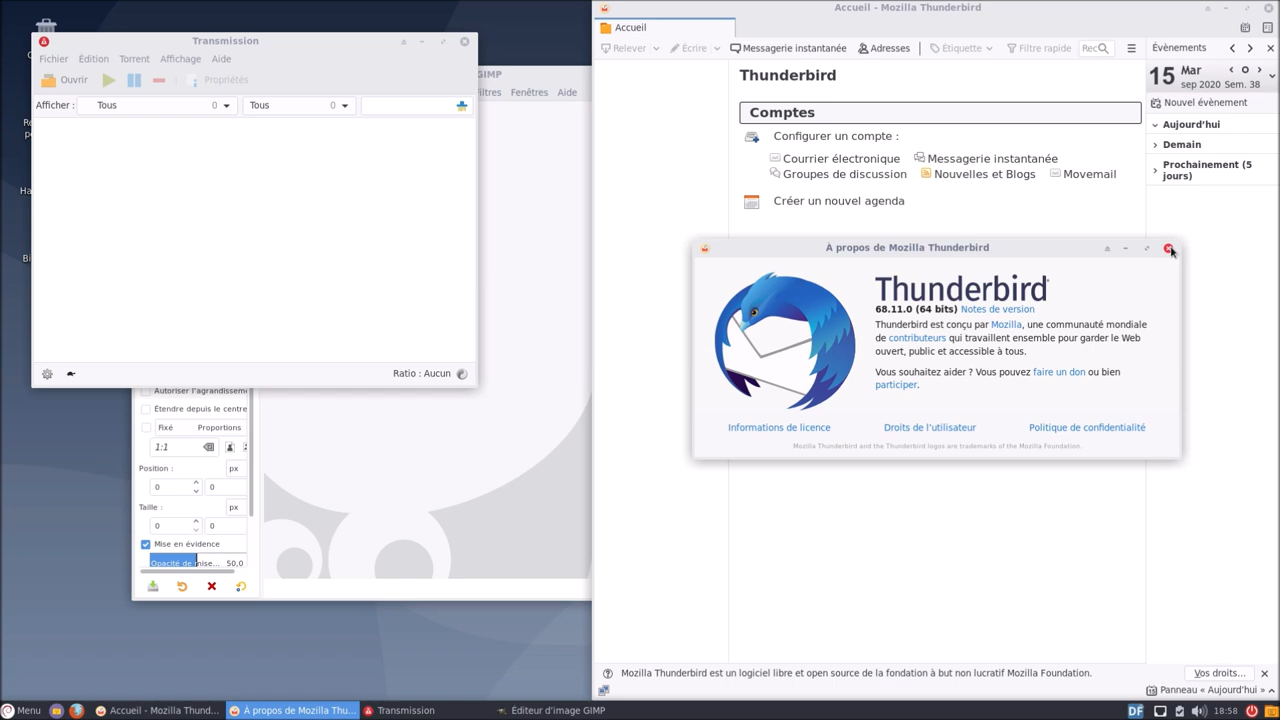 Transmission
Fichier Édition Torrent Affichage Aide
Ouvrir Propriétés
Afficher : Tous 0 Tous 0
Ratio : Aucun
GIMP
Fenêtres Aide
Étendre depuis le centre
Fixé Proportions
1:1
Position : px
0 0
Taille : px
0 0
Mise en évidence
Opacité de mise... 50,0
Accueil - Mozilla Thunderbird
Accueil
Relever Écrire Messagerie instantanée Adresses Étiquette Filtre rapide Rec
Thunderbird
Comptes
Configurer un compte :
Courrier électronique Messagerie instantanée
Groupes de discussion Nouvelles et Blogs Movemail
Créer un nouvel agenda
Évènements
15 Mar
sep 2020 Sem. 38
Nouvel évènement
Aujourd'hui
Demain
Prochainement (5
jours)
À propos de Mozilla Thunderbird
Thunderbird
68.11.0 (64 bits) Notes de version
Thunderbird est conçu par Mozilla, une communauté mondiale
de contributeurs qui travaillent ensemble pour garder le Web
ouvert, public et accessible à tous.
Vous souhaitez aider ? Vous pouvez faire un don ou bien
participer.
Informations de licence Droits de l'utilisateur Politique de confidentialité
Mozilla Thunderbird and the Thunderbird logos are trademarks of the Mozilla Foundation.
Mozilla Thunderbird est un logiciel libre et open source de la fondation à but non lucratif Mozilla Foundation. Vos droits...
Panneau « Aujourd'hui »
Menu Accueil - Mozilla Thund... À propos de Mozilla Thu... Transmission Éditeur d'image GIMP DF 18:58